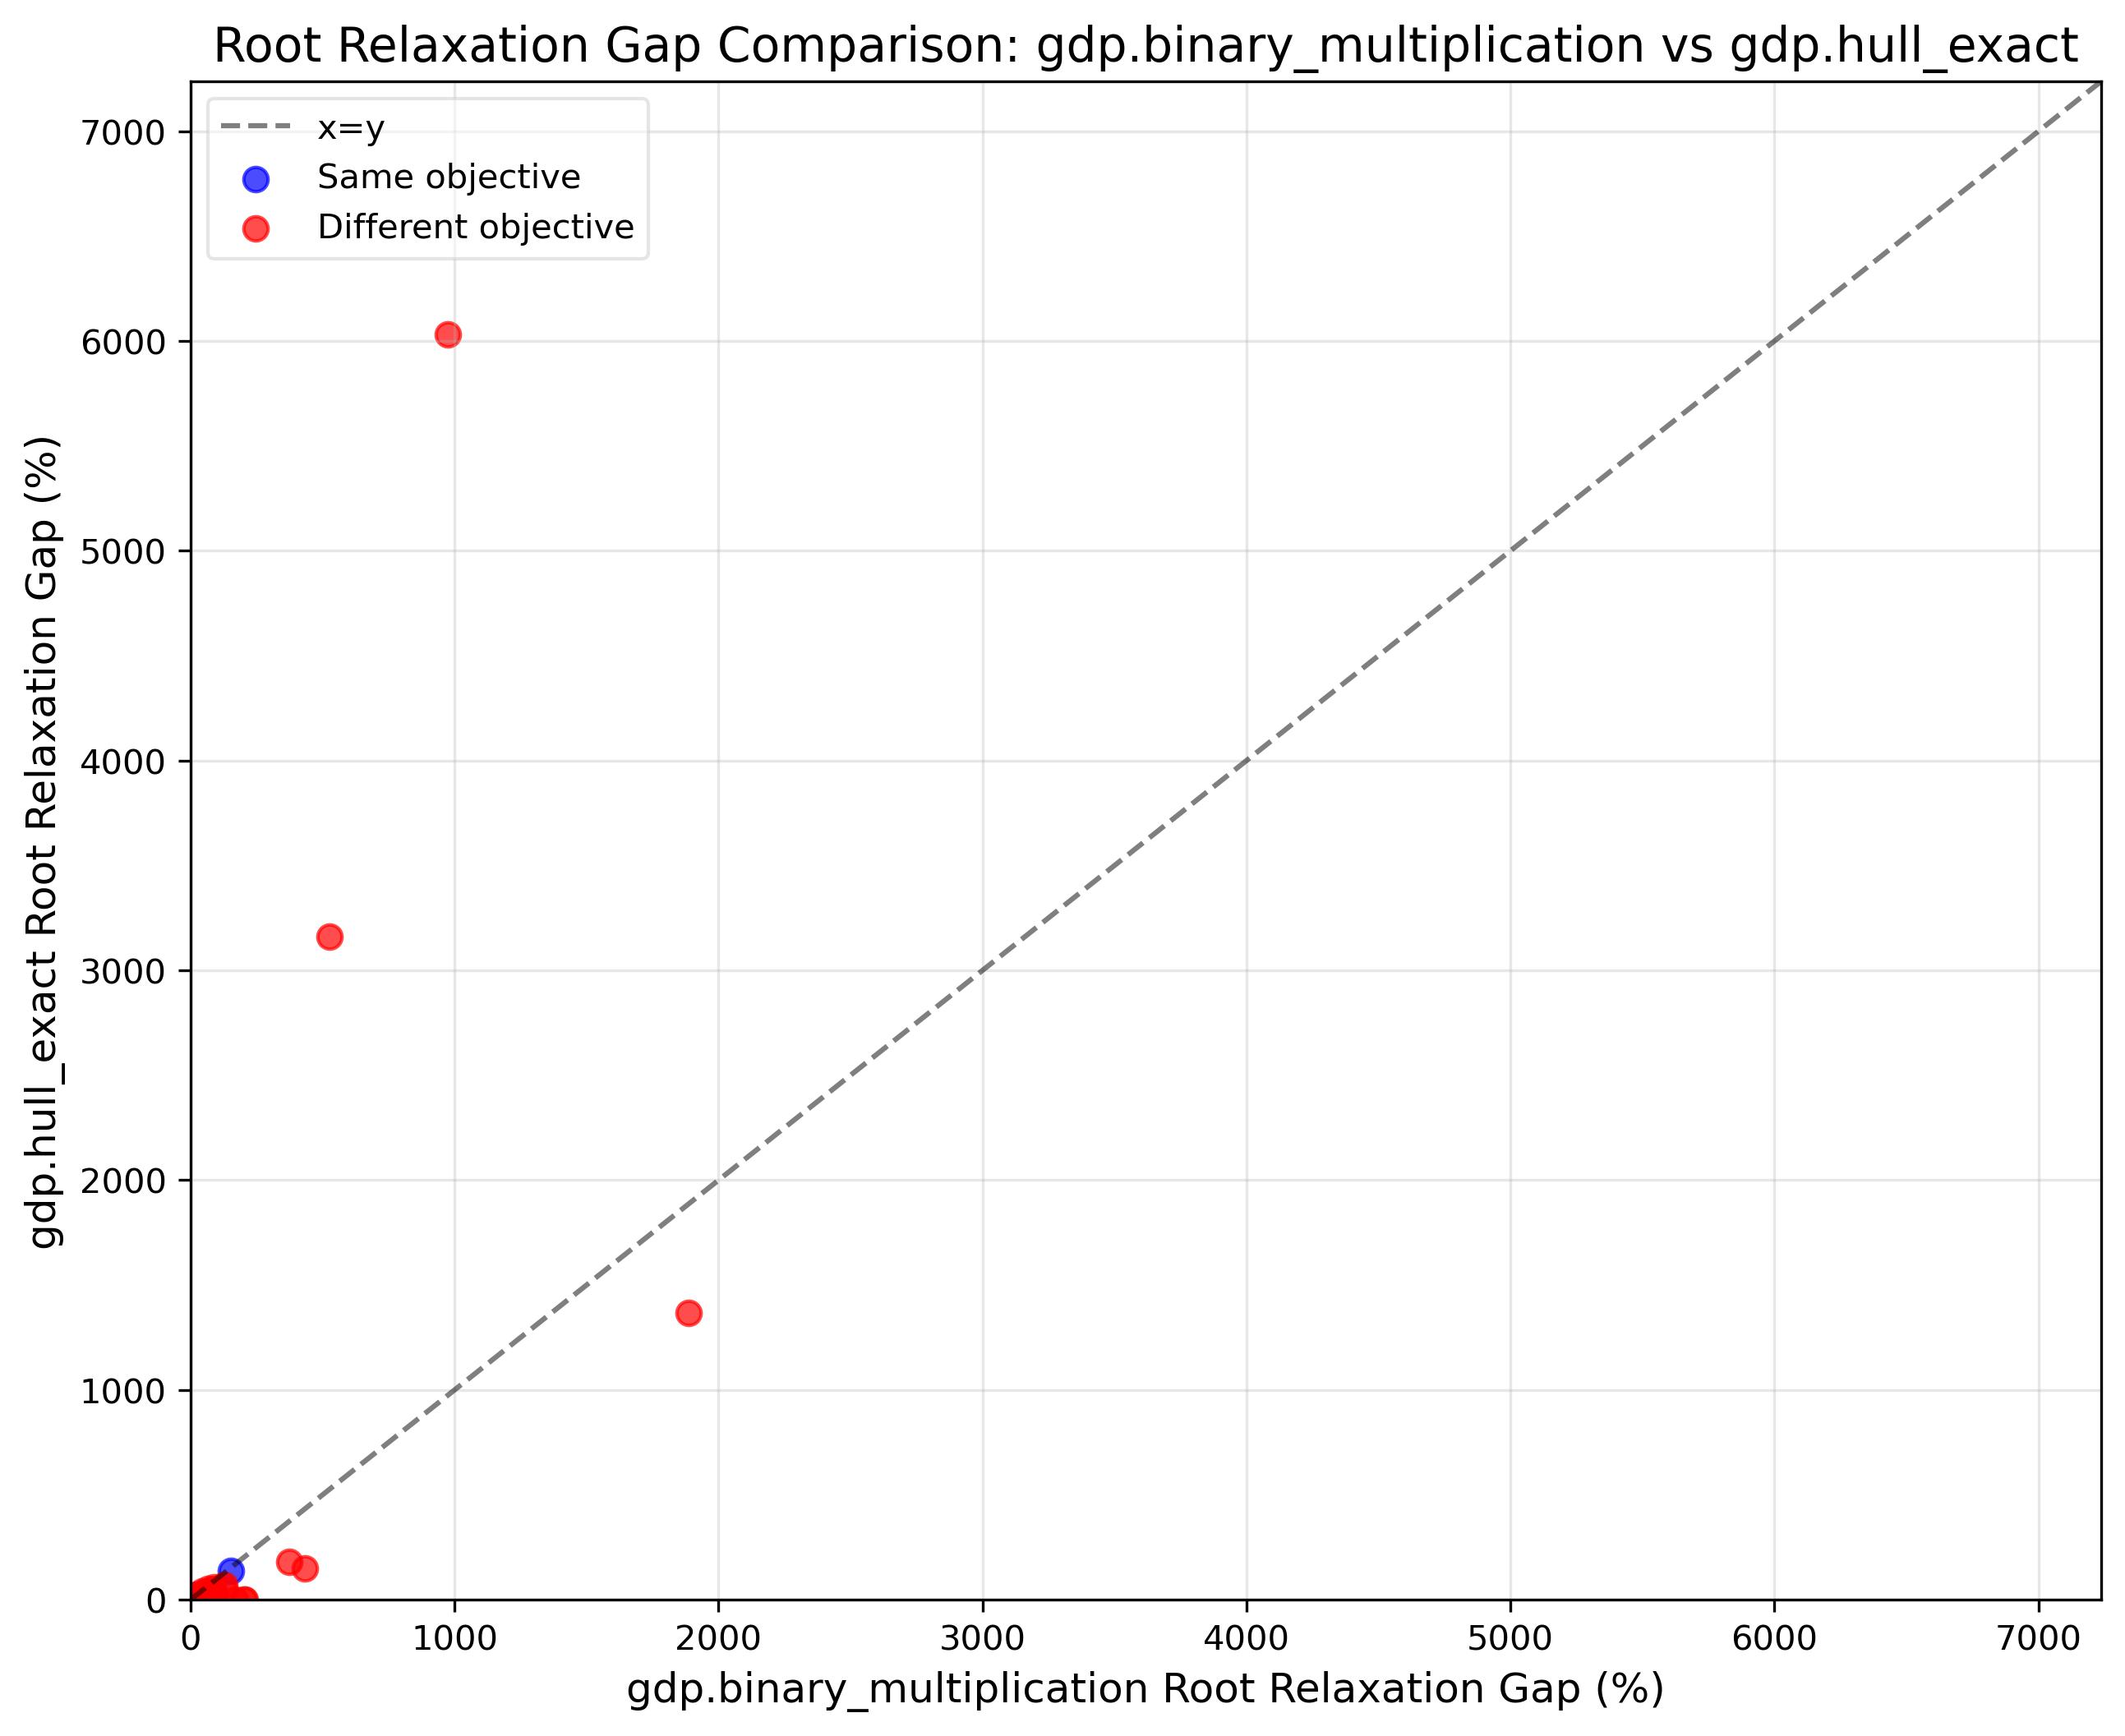 Root Relaxation Gap Comparison: gdp.binary_multiplication vs gdp.hull_exact
x=y
Same objective
Different objective
gdp.hull_exact Root Relaxation Gap (%)
7000
6000
5000
4000
3000
2000
1000
0
0 1000 2000 3000 4000 5000 6000 7000
gdp.binary_multiplication Root Relaxation Gap (%)